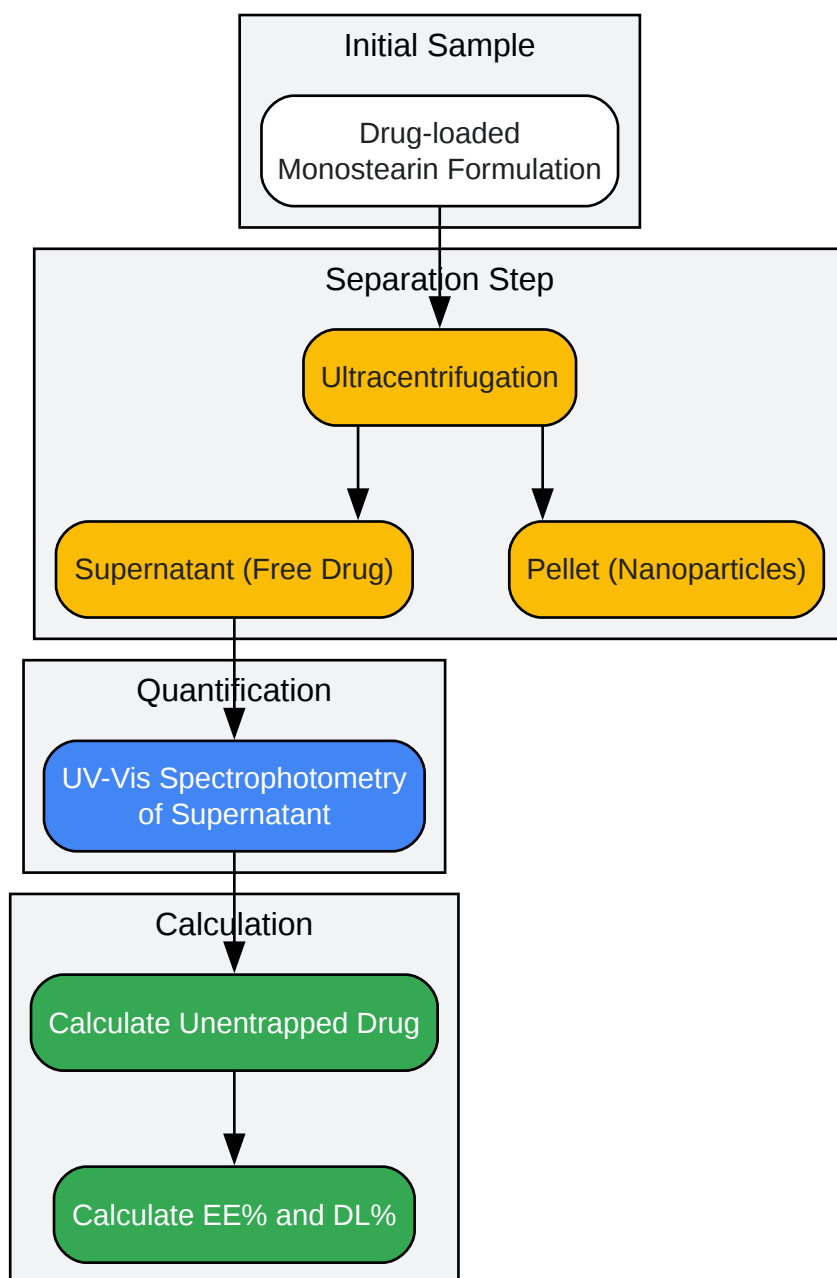 Initial Sample
Drug-loaded
Monostearin Formulation
Separation Step
Ultracentrifugation
Supernatant (Free Drug)
Pellet (Nanoparticles)
Quantification
UV-Vis Spectrophotometry
of Supernatant
Calculation
Calculate Unentrapped Drug
Calculate EE% and DL%